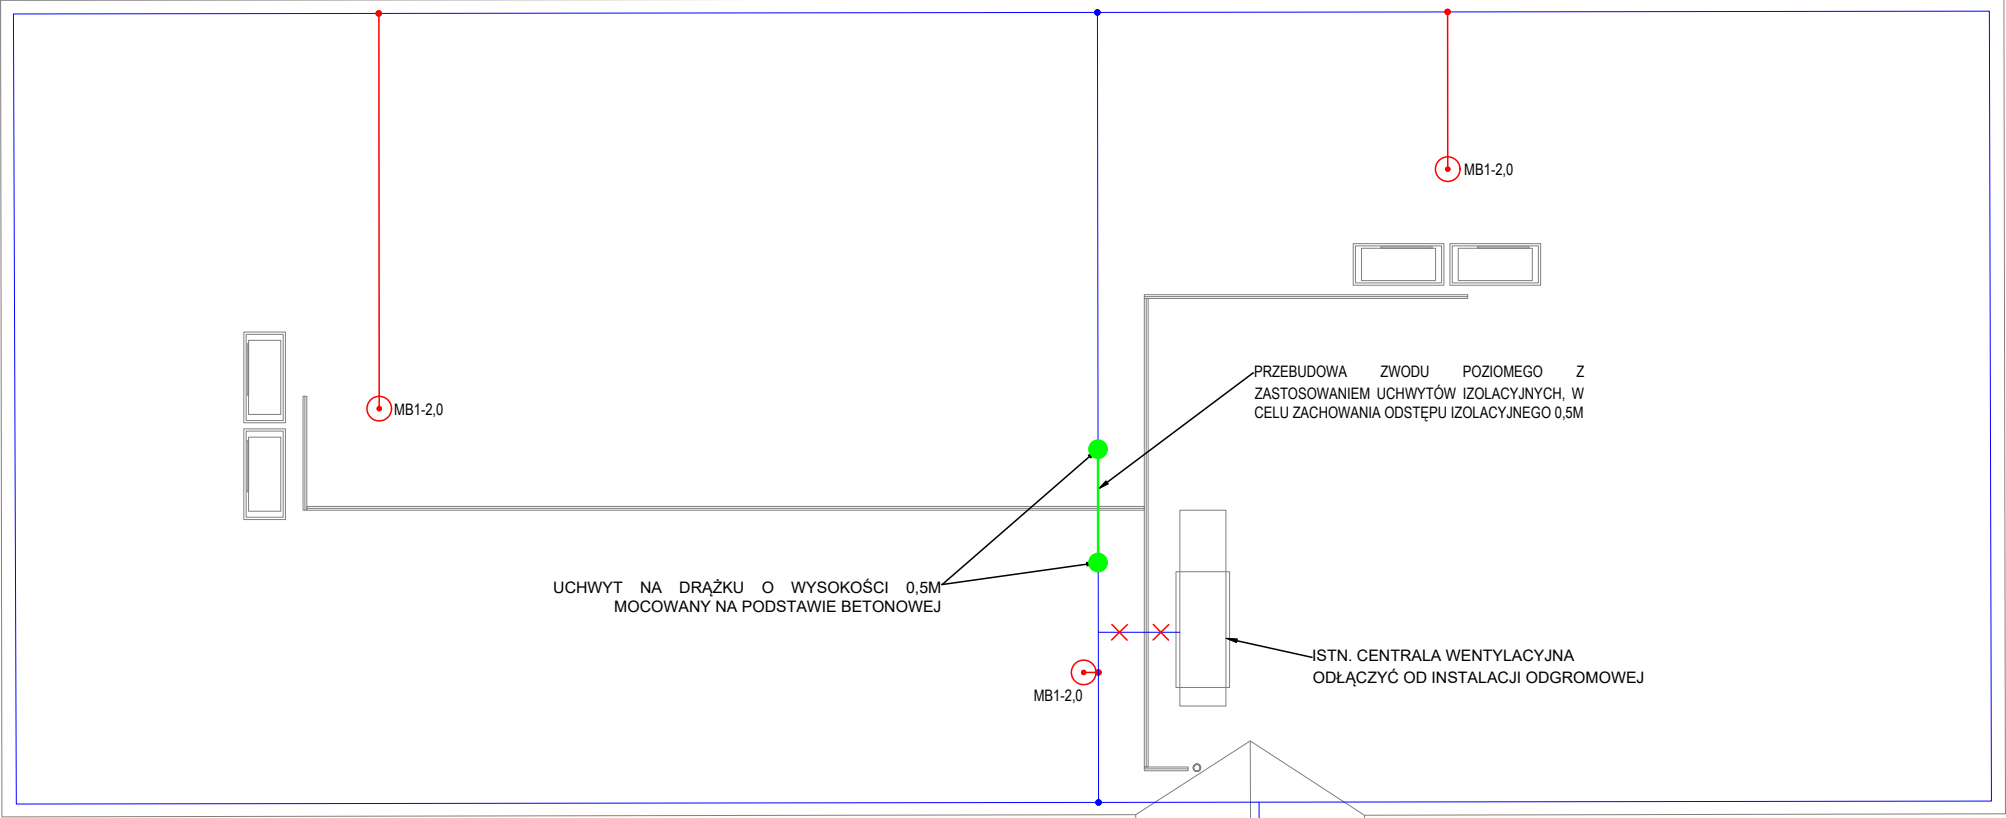 MB1-2,0
MB1-2,0
PRZEBUDOWA ZWODU POZIOMEGO Z
ZASTOSOWANIEM UCHWYTÓW IZOLACYJNYCH, W
CELU ZACHOWANIA ODSTĘPU IZOLACYJNEGO 0,5M
UCHWYT NA DRĄŻKU O WYSOKOŚCI 0,5M
MOCOWANY NA PODSTAWIE BETONOWEJ
ISTN. CENTRALA WENTYLACYJNA
ODŁĄCZYĆ OD INSTALACJI ODGROMOWEJ
MB1-2,0